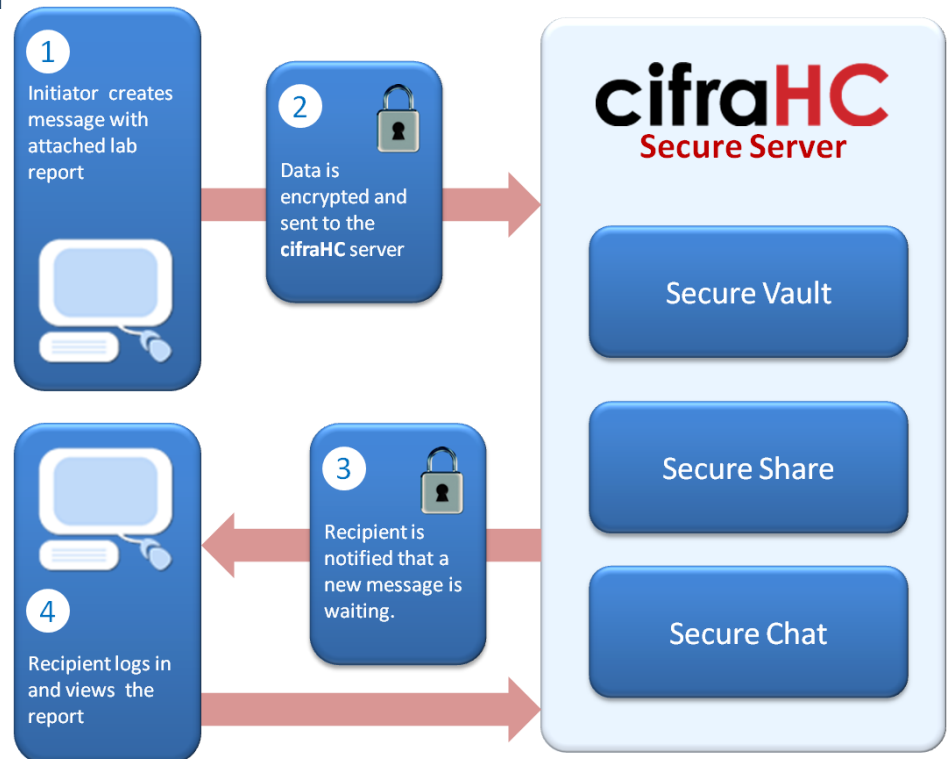 1
Initiator creates
message with
attached lab
report
2
Data is
encrypted and
sent to the
cifraHC server
cifraHC
Secure Server
Secure Vault
Secure Share
Secure Chat
3
Recipient is
notified that a
new message is
waiting.
4
Recipient logs in
and views the
report